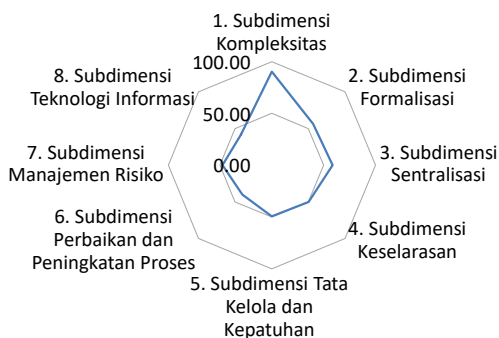 1. Subdimensi
Kompleksitas
2. Subdimensi
Formalisasi
3. Subdimensi
Sentralisasi
4. Subdimensi
Keselarasan
5. Subdimensi Tata
Kelola dan
Kepatuhan
6. Subdimensi
Perbaikan dan
Peningkatan Proses
7. Subdimensi
Manajemen Risiko
8. Subdimensi
Teknologi Informasi
100.00
50.00
0.00